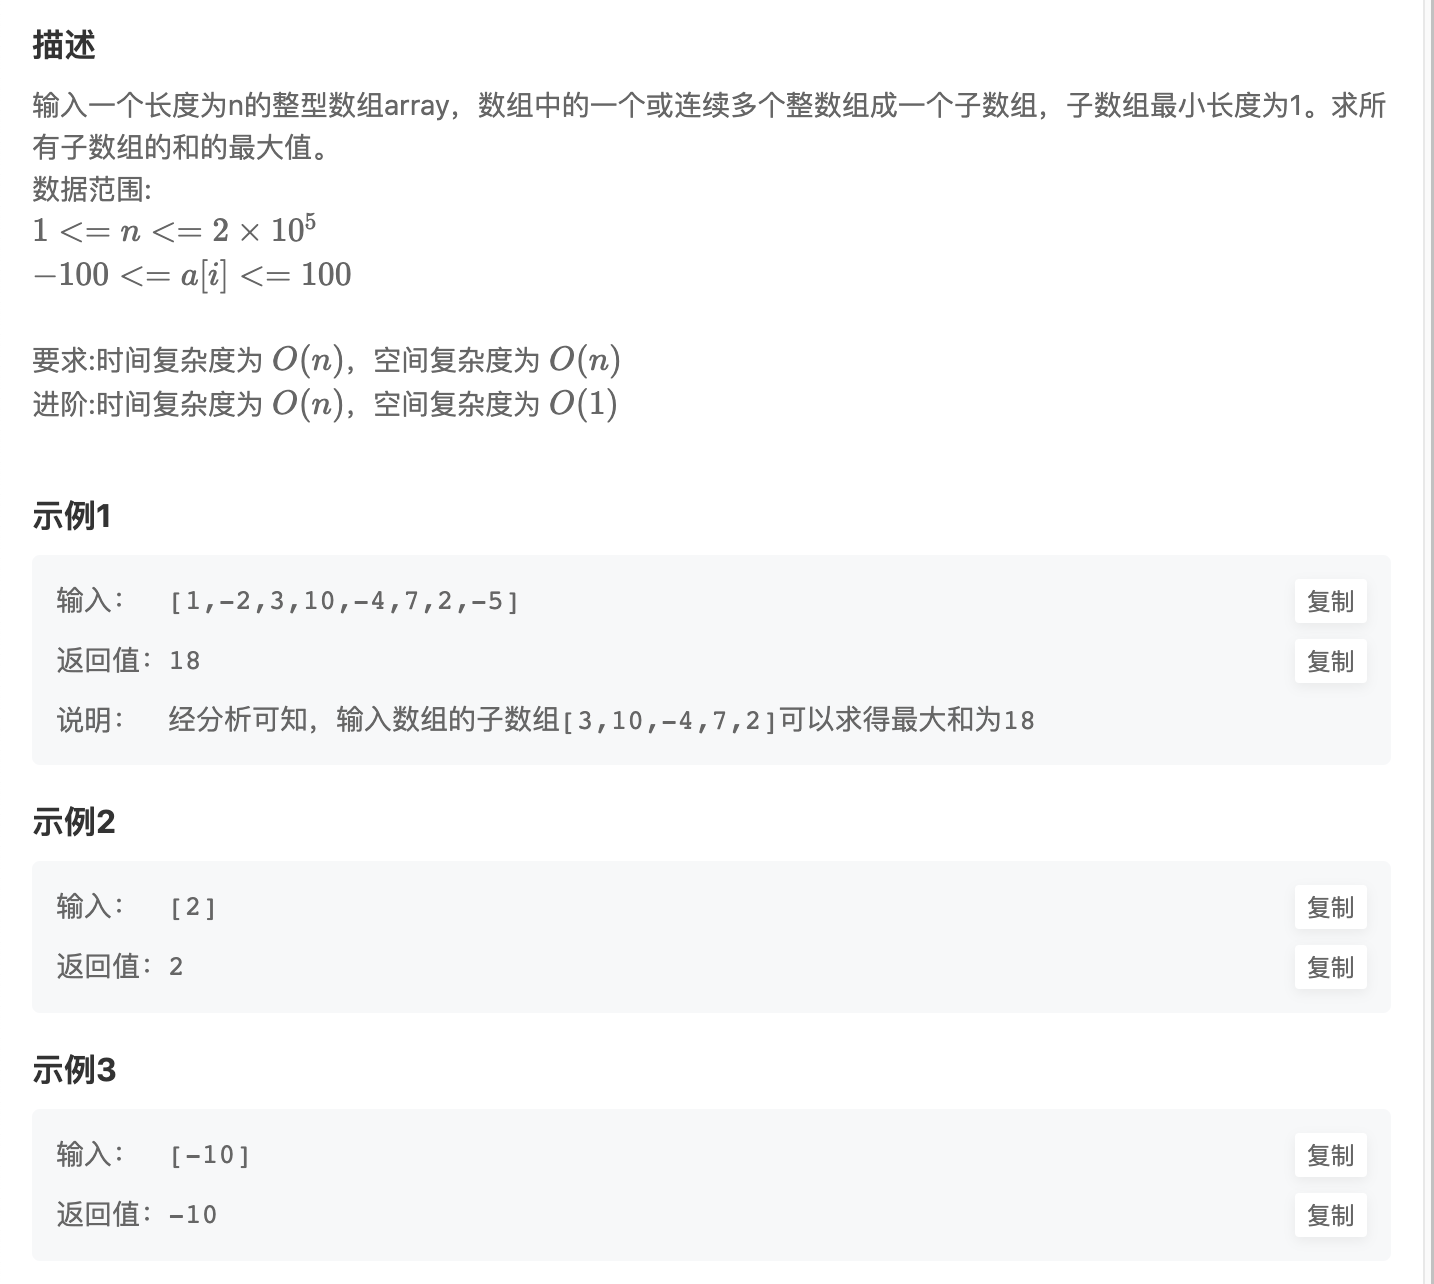 描述
输入一个长度为n的整型数组array，数组中的一个或连续多个整数组成一个子数组，子数组最小长度为1。求所
有子数组的和的最大值。
数据范围:
1 <= n <= 2 × 10⁵
−100 <= a[i] <= 100
要求:时间复杂度为 O(n)，空间复杂度为 O(n)
进阶:时间复杂度为 O(n)，空间复杂度为 O(1)
示例1
输入： [1,-2,3,10,-4,7,2,-5] 复制
返回值：18 复制
说明： 经分析可知，输入数组的子数组[3,10,-4,7,2]可以求得最大和为18
示例2
输入： [2] 复制
返回值：2 复制
示例3
输入： [-10] 复制
返回值：-10 复制